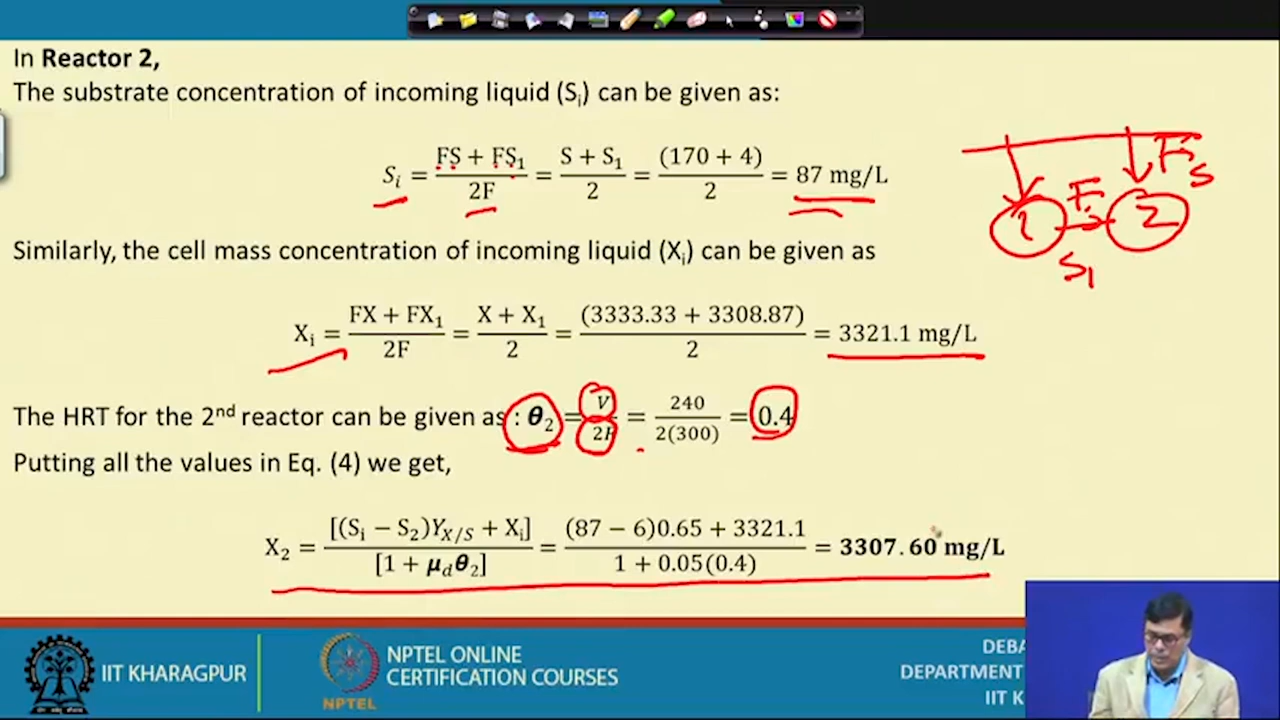 In Reactor 2,
The substrate concentration of incoming liquid (Sᵢ) can be given as:
Sᵢ = (FS + FS₁)/2F = (S + S₁)/2 = (170 + 4)/2 = 87 mg/L
Similarly, the cell mass concentration of incoming liquid (Xᵢ) can be given as
Xᵢ = (FX + FX₁)/2F = (X + X₁)/2 = (3333.33 + 3308.87)/2 = 3321.1 mg/L
The HRT for the 2ⁿᵈ reactor can be given as : θ₂ = V/2F = 240/2(300) = 0.4
Putting all the values in Eq. (4) we get,
X₂ = [(Sᵢ − S₂)Y_X/S + Xᵢ]/[1 + μ_dθ₂] = ((87 − 6)0.65 + 3321.1)/(1 + 0.05(0.4)) = 3307.60 mg/L
1 F 2 S
S₁
IIT KHARAGPUR
NPTEL
NPTEL ONLINE
CERTIFICATION COURSES
DEBA
DEPARTMENT
IIT K